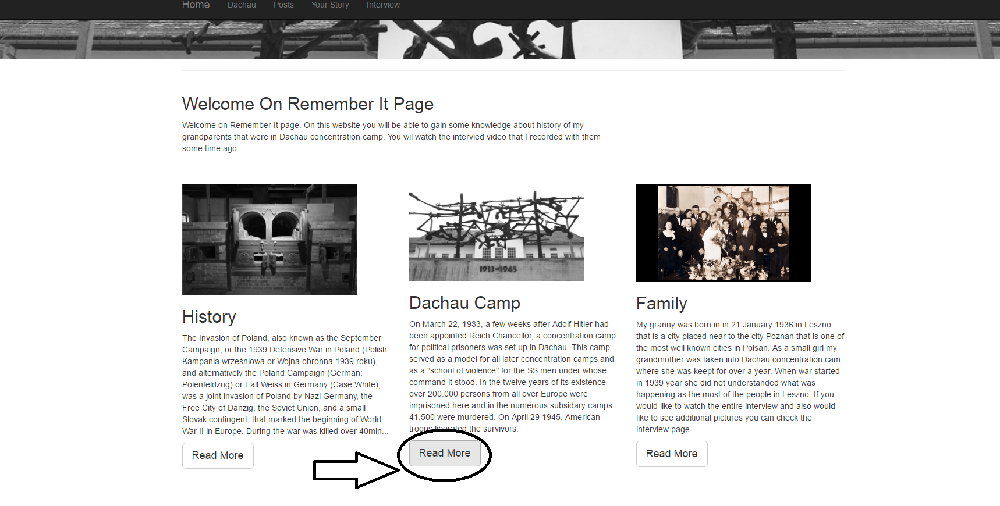 Home Dachau Posts Your Story Interview
Welcome On Remember It Page
Welcome on Remember It page. On this website you will be able to gain some knowledge about history of my
grandparents that were in Dachau concentration camp. You wil watch the intervied video that I recorded with them
some time ago.
1933-1945
History
The Invasion of Poland, also known as the September
Campaign, or the 1939 Defensive War in Poland (Polish:
Kampania wrześniowa or Wojna obronna 1939 roku),
and alternatively the Poland Campaign (German:
Polenfeldzug) or Fall Weiss in Germany (Case White),
was a joint invasion of Poland by Nazi Germany, the
Free City of Danzig, the Soviet Union, and a small
Slovak contingent, that marked the beginning of World
War II in Europe. During the war was killed over 40mln...
Read More
Dachau Camp
On March 22, 1933, a few weeks after Adolf Hitler had
been appointed Reich Chancellor, a concentration camp
for political prisoners was set up in Dachau. This camp
served as a model for all later concentration camps and
as a "school of violence" for the SS men under whose
command it stood. In the twelve years of its existence
over 200.000 persons from all over Europe were
imprisoned here and in the numerous subsidary camps.
41.500 were murdered. On April 29 1945, American
troops liberated the survivors.
Read More
Family
My granny was born in in 21 January 1936 in Leszno
that is a city placed near to the city Poznan that is one of
the most well known cities in Polsan. As a small girl my
grandmother was taken into Dachau concentration cam
where she was keept for over a year. When war started
in 1939 year she did not understanded what was
happening as the most of the people in Leszno. If you
would like to watch the entire interview and also would
like to see additional pictures you can check the
interview page.
Read More